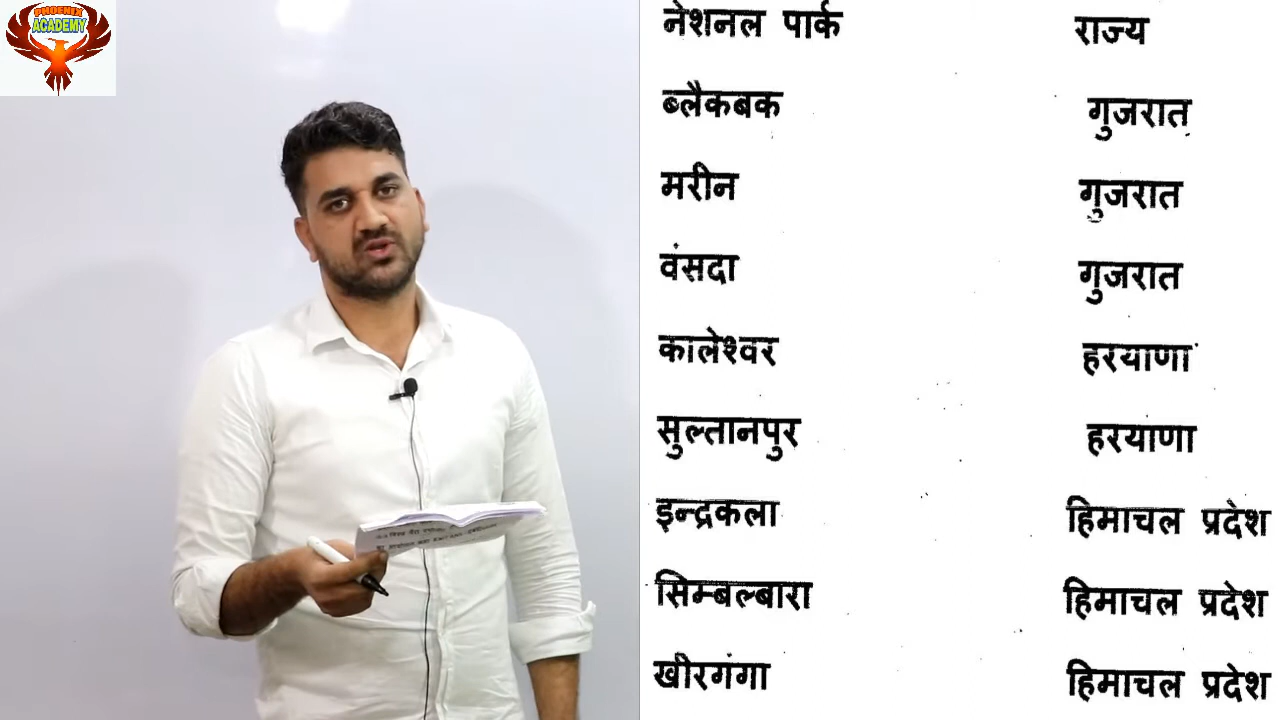 PHOENIX
ACADEMY
नेशनल पार्क राज्य
ब्लैकबक गुजरात
मरीन गुजरात
वंसदा गुजरात
कालेश्वर हरयाणा
सुल्तानपुर हरयाणा
इन्द्रकला हिमाचल प्रदेश
सिम्बल्बारा हिमाचल प्रदेश
खीरगंगा हिमाचल प्रदेश